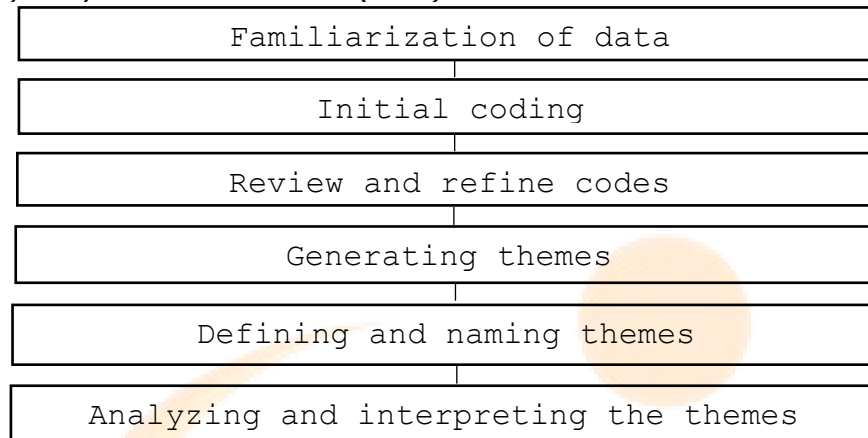 Familiarization of data
Initial coding
Review and refine codes
Generating themes
Defining and naming themes
Analyzing and interpreting the themes